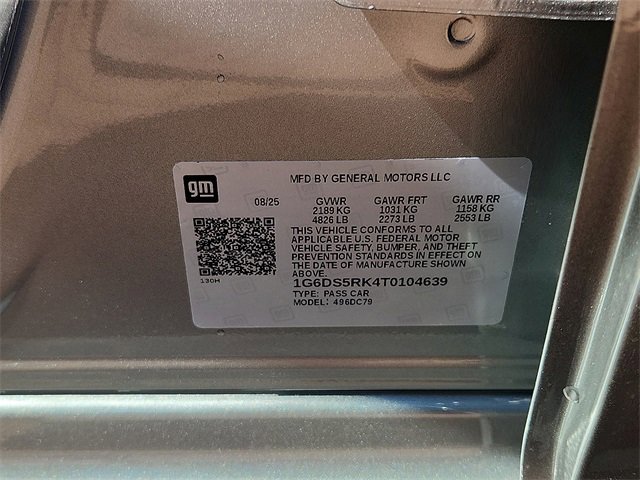 gm
MFD BY GENERAL MOTORS LLC
08/25 GVWR GAWR FRT GAWR RR
2189 KG 1031 KG 1158 KG
4826 LB 2273 LB 2553 LB
THIS VEHICLE CONFORMS TO ALL
APPLICABLE U.S. FEDERAL MOTOR
VEHICLE SAFETY, BUMPER, AND THEFT
PREVENTION STANDARDS IN EFFECT ON
THE DATE OF MANUFACTURE SHOWN
ABOVE.
130H
1G6DS5RK4T0104639
TYPE: PASS CAR
MODEL: 496DC79